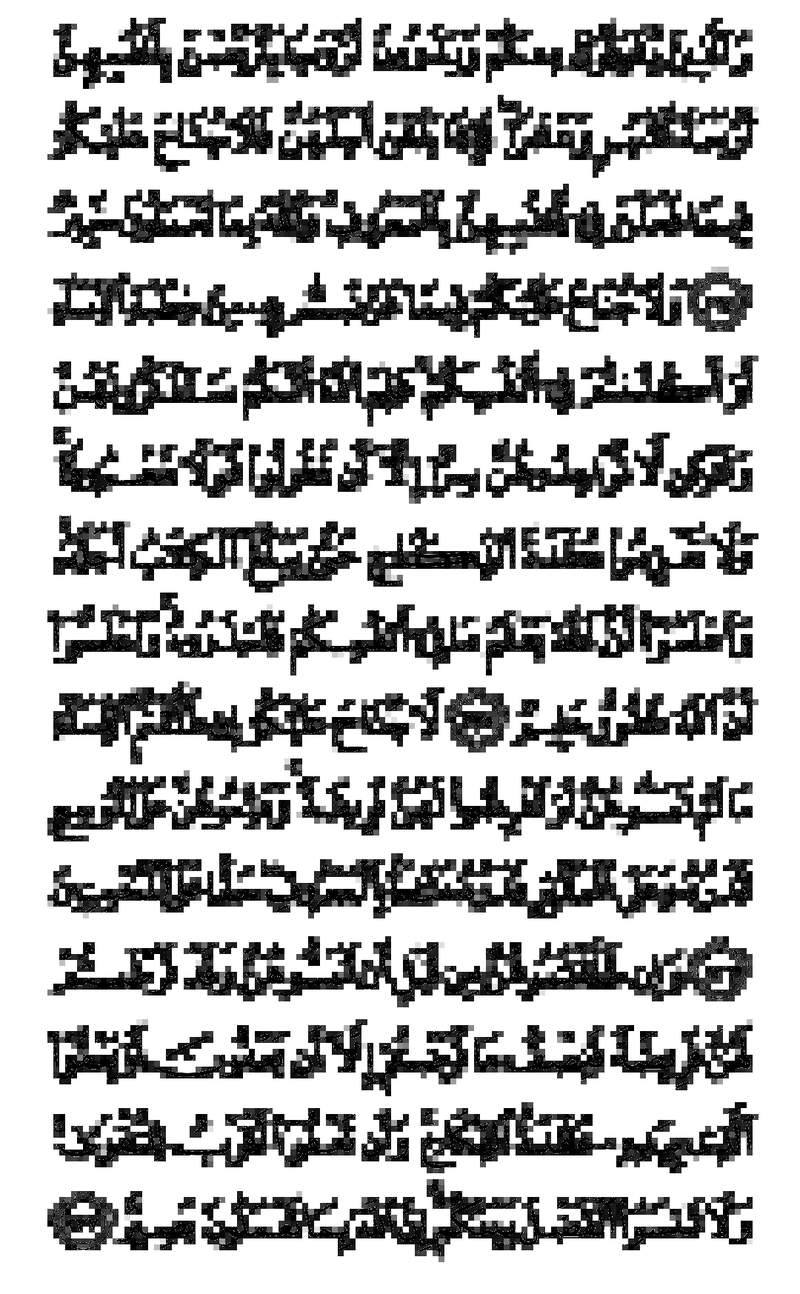 والذين يتوفون منكم ويذرون أزواجا يتربصن بأنفسهن
أربعة أشهر وعشرا فإذا بلغن أجلهن فلا جناح عليكم
فيما فعلن في أنفسهن بالمعروف والله بما تعملون خبير
ولا جناح عليكم فيما عرضتم به من خطبة النساء
أو أكننتم في أنفسكم علم الله أنكم ستذكرونهن
ولكن لا تواعدوهن سرا إلا أن تقولوا قولا معروفا
ولا تعزموا عقدة النكاح حتى يبلغ الكتاب أجله
واعلموا أن الله يعلم ما في أنفسكم فاحذروه واعلموا
أن الله غفور حليم لا جناح عليكم إن طلقتم النساء
ما لم تمسوهن أو تفرضوا لهن فريضة ومتعوهن على الموسع
قدره وعلى المقتر قدره متاعا بالمعروف حقا على المحسنين
وإن طلقتموهن من قبل أن تمسوهن وقد فرضتم
لهن فريضة فنصف ما فرضتم إلا أن يعفون أو يعفوا
الذي بيده عقدة النكاح وأن تعفوا أقرب للتقوى
ولا تنسوا الفضل بينكم إن الله بما تعملون بصير